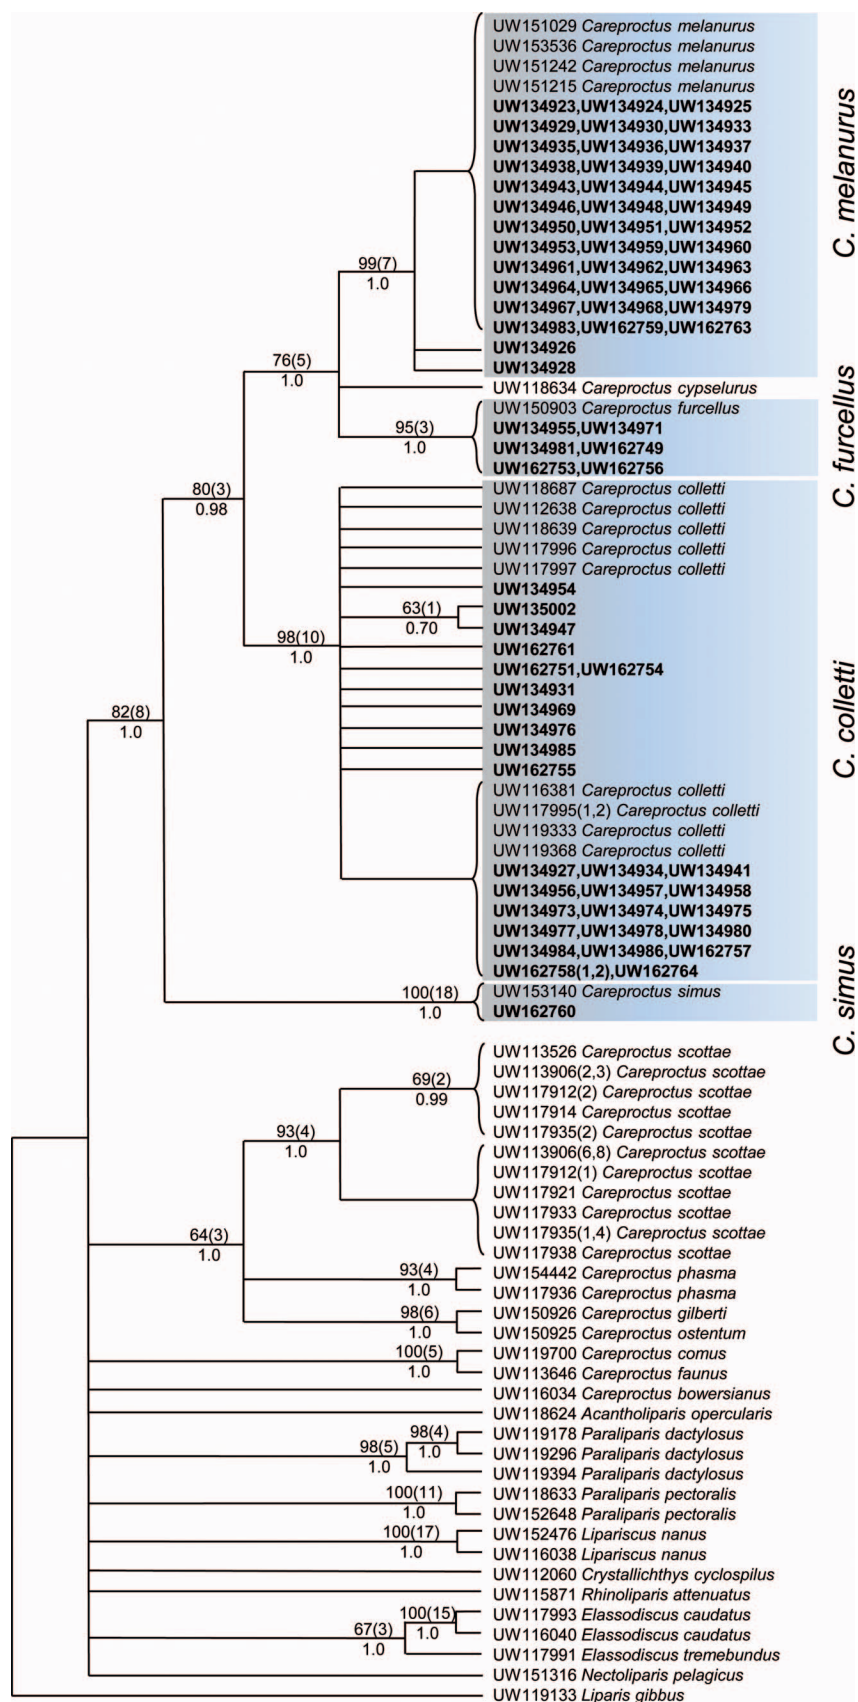 UW151029 Careproctus melanurus
UW153536 Careproctus melanurus
UW151242 Careproctus melanurus
UW151215 Careproctus melanurus
UW134923,UW134924,UW134925
UW134929,UW134930,UW134933
UW134935,UW134936,UW134937
UW134938,UW134939,UW134940
UW134943,UW134944,UW134945
UW134946,UW134948,UW134949
UW134950,UW134951,UW134952
UW134953,UW134959,UW134960
UW134961,UW134962,UW134963
UW134964,UW134965,UW134966
UW134967,UW134968,UW134979
UW134983,UW162759,UW162763
UW134926
UW134928
C. melanurus
99(7)
1.0
76(5)
1.0
UW118634 Careproctus cypselurus
UW150903 Careproctus furcellus
UW134955,UW134971
UW134981,UW162749
UW162753,UW162756
C. furcellus
95(3)
1.0
80(3)
0.98
UW118687 Careproctus colletti
UW112638 Careproctus colletti
UW118639 Careproctus colletti
UW117996 Careproctus colletti
UW117997 Careproctus colletti
UW134954
UW135002
UW134947
UW162761
UW162751,UW162754
UW134931
UW134969
UW134976
UW134985
UW162755
UW116381 Careproctus colletti
UW117995(1,2) Careproctus colletti
UW119333 Careproctus colletti
UW119368 Careproctus colletti
UW134927,UW134934,UW134941
UW134956,UW134957,UW134958
UW134973,UW134974,UW134975
UW134977,UW134978,UW134980
UW134984,UW134986,UW162757
UW162758(1,2),UW162764
C. colletti
63(1)
0.70
98(10)
1.0
82(8)
1.0
UW153140 Careproctus simus
UW162760
C. simus
100(18)
1.0
UW113526 Careproctus scottae
UW113906(2,3) Careproctus scottae
UW117912(2) Careproctus scottae
UW117914 Careproctus scottae
UW117935(2) Careproctus scottae
UW113906(6,8) Careproctus scottae
UW117912(1) Careproctus scottae
UW117921 Careproctus scottae
UW117933 Careproctus scottae
UW117935(1,4) Careproctus scottae
UW117938 Careproctus scottae
69(2)
0.99
93(4)
1.0
64(3)
1.0
93(4)
1.0
UW154442 Careproctus phasma
UW117936 Careproctus phasma
98(6)
1.0
UW150926 Careproctus gilberti
UW150925 Careproctus ostentum
100(5)
1.0
UW119700 Careproctus comus
UW113646 Careproctus faunus
UW116034 Careproctus bowersianus
UW118624 Acantholiparis opercularis
98(4)
1.0
98(5)
1.0
UW119178 Paraliparis dactylosus
UW119296 Paraliparis dactylosus
UW119394 Paraliparis dactylosus
100(11)
1.0
UW118633 Paraliparis pectoralis
UW152648 Paraliparis pectoralis
100(17)
1.0
UW152476 Lipariscus nanus
UW116038 Lipariscus nanus
UW112060 Crystallichthys cyclospilus
UW115871 Rhinoliparis attenuatus
100(15)
1.0
67(3)
1.0
UW117993 Elassodiscus caudatus
UW116040 Elassodiscus caudatus
UW117991 Elassodiscus tremebundus
UW151316 Nectoliparis pelagicus
UW119133 Liparis gibbus